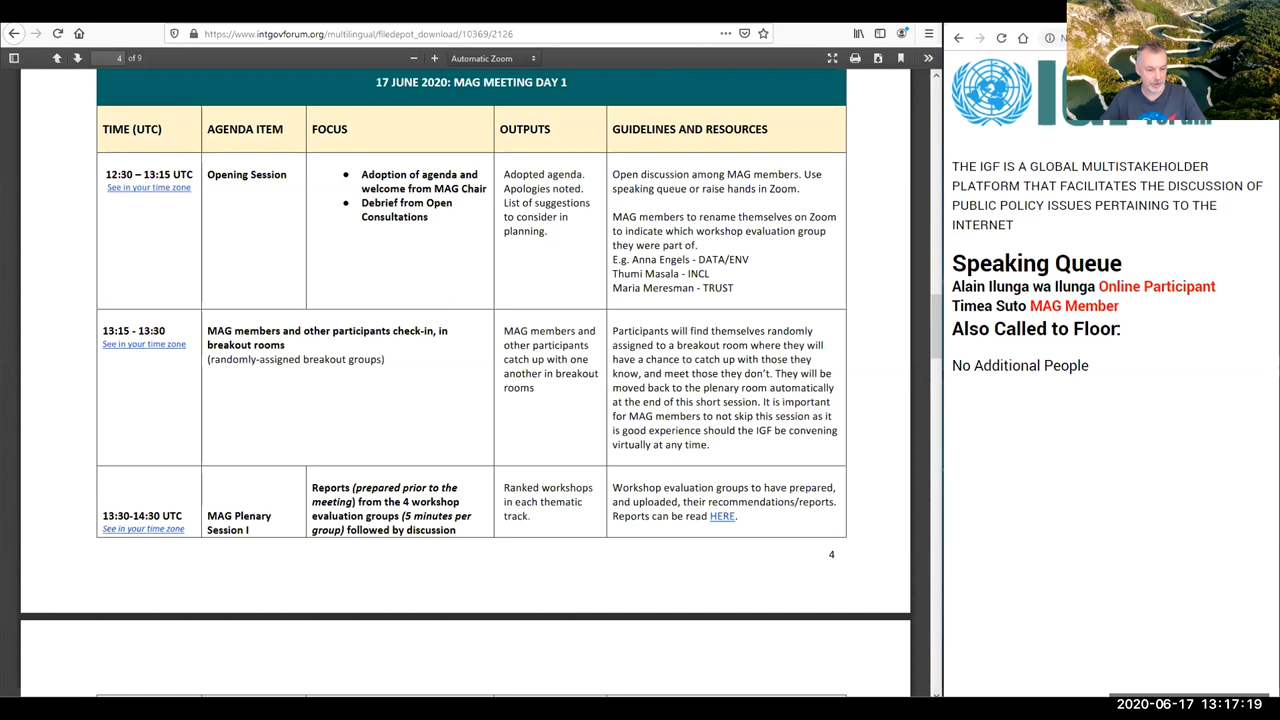 https://www.intgovforum.org/multilingual/filedepot_download/10369/2126
4 of 9
Automatic Zoom
17 JUNE 2020: MAG MEETING DAY 1
TIME (UTC) AGENDA ITEM FOCUS OUTPUTS GUIDELINES AND RESOURCES
12:30 – 13:15 UTC
See in your time zone
Opening Session
• Adoption of agenda and
welcome from MAG Chair
• Debrief from Open
Consultations
Adopted agenda.
Apologies noted.
List of suggestions
to consider in
planning.
Open discussion among MAG members. Use
speaking queue or raise hands in Zoom.
MAG members to rename themselves on Zoom
to indicate which workshop evaluation group
they were part of.
E.g. Anna Engels - DATA/ENV
Thumi Masala - INCL
Maria Meresman - TRUST
13:15 - 13:30
See in your time zone
MAG members and other participants check-in, in
breakout rooms
(randomly-assigned breakout groups)
MAG members and
other participants
catch up with one
another in breakout
rooms
Participants will find themselves randomly
assigned to a breakout room where they will
have a chance to catch up with those they
know, and meet those they don't. They will be
moved back to the plenary room automatically
at the end of this short session. It is important
for MAG members to not skip this session as it
is good experience should the IGF be convening
virtually at any time.
13:30-14:30 UTC
See in your time zone
MAG Plenary
Session I
Reports (prepared prior to the
meeting) from the 4 workshop
evaluation groups (5 minutes per
group) followed by discussion
Ranked workshops
in each thematic
track.
Workshop evaluation groups to have prepared,
and uploaded, their recommendations/reports.
Reports can be read HERE.
4
THE IGF IS A GLOBAL MULTISTAKEHOLDER
PLATFORM THAT FACILITATES THE DISCUSSION OF
PUBLIC POLICY ISSUES PERTAINING TO THE
INTERNET
Speaking Queue
Alain Ilunga wa Ilunga Online Participant
Timea Suto MAG Member
Also Called to Floor:
No Additional People
2020-06-17 13:17:19